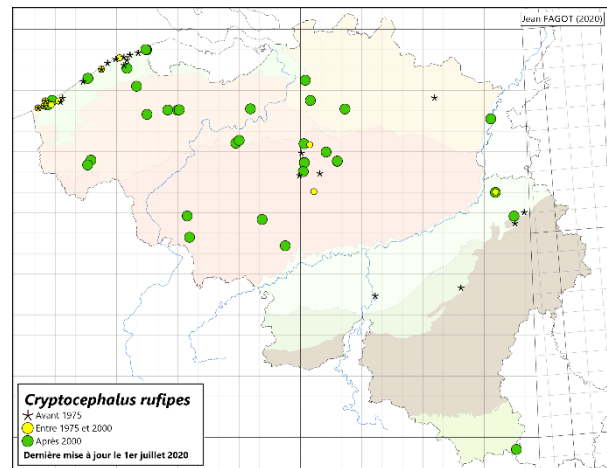 Jean FAGOT (2020)
Cryptocephalus rufipes
Avant 1975
Entre 1975 et 2000
Après 2000
Dernière mise à jour le 1er juillet 2020